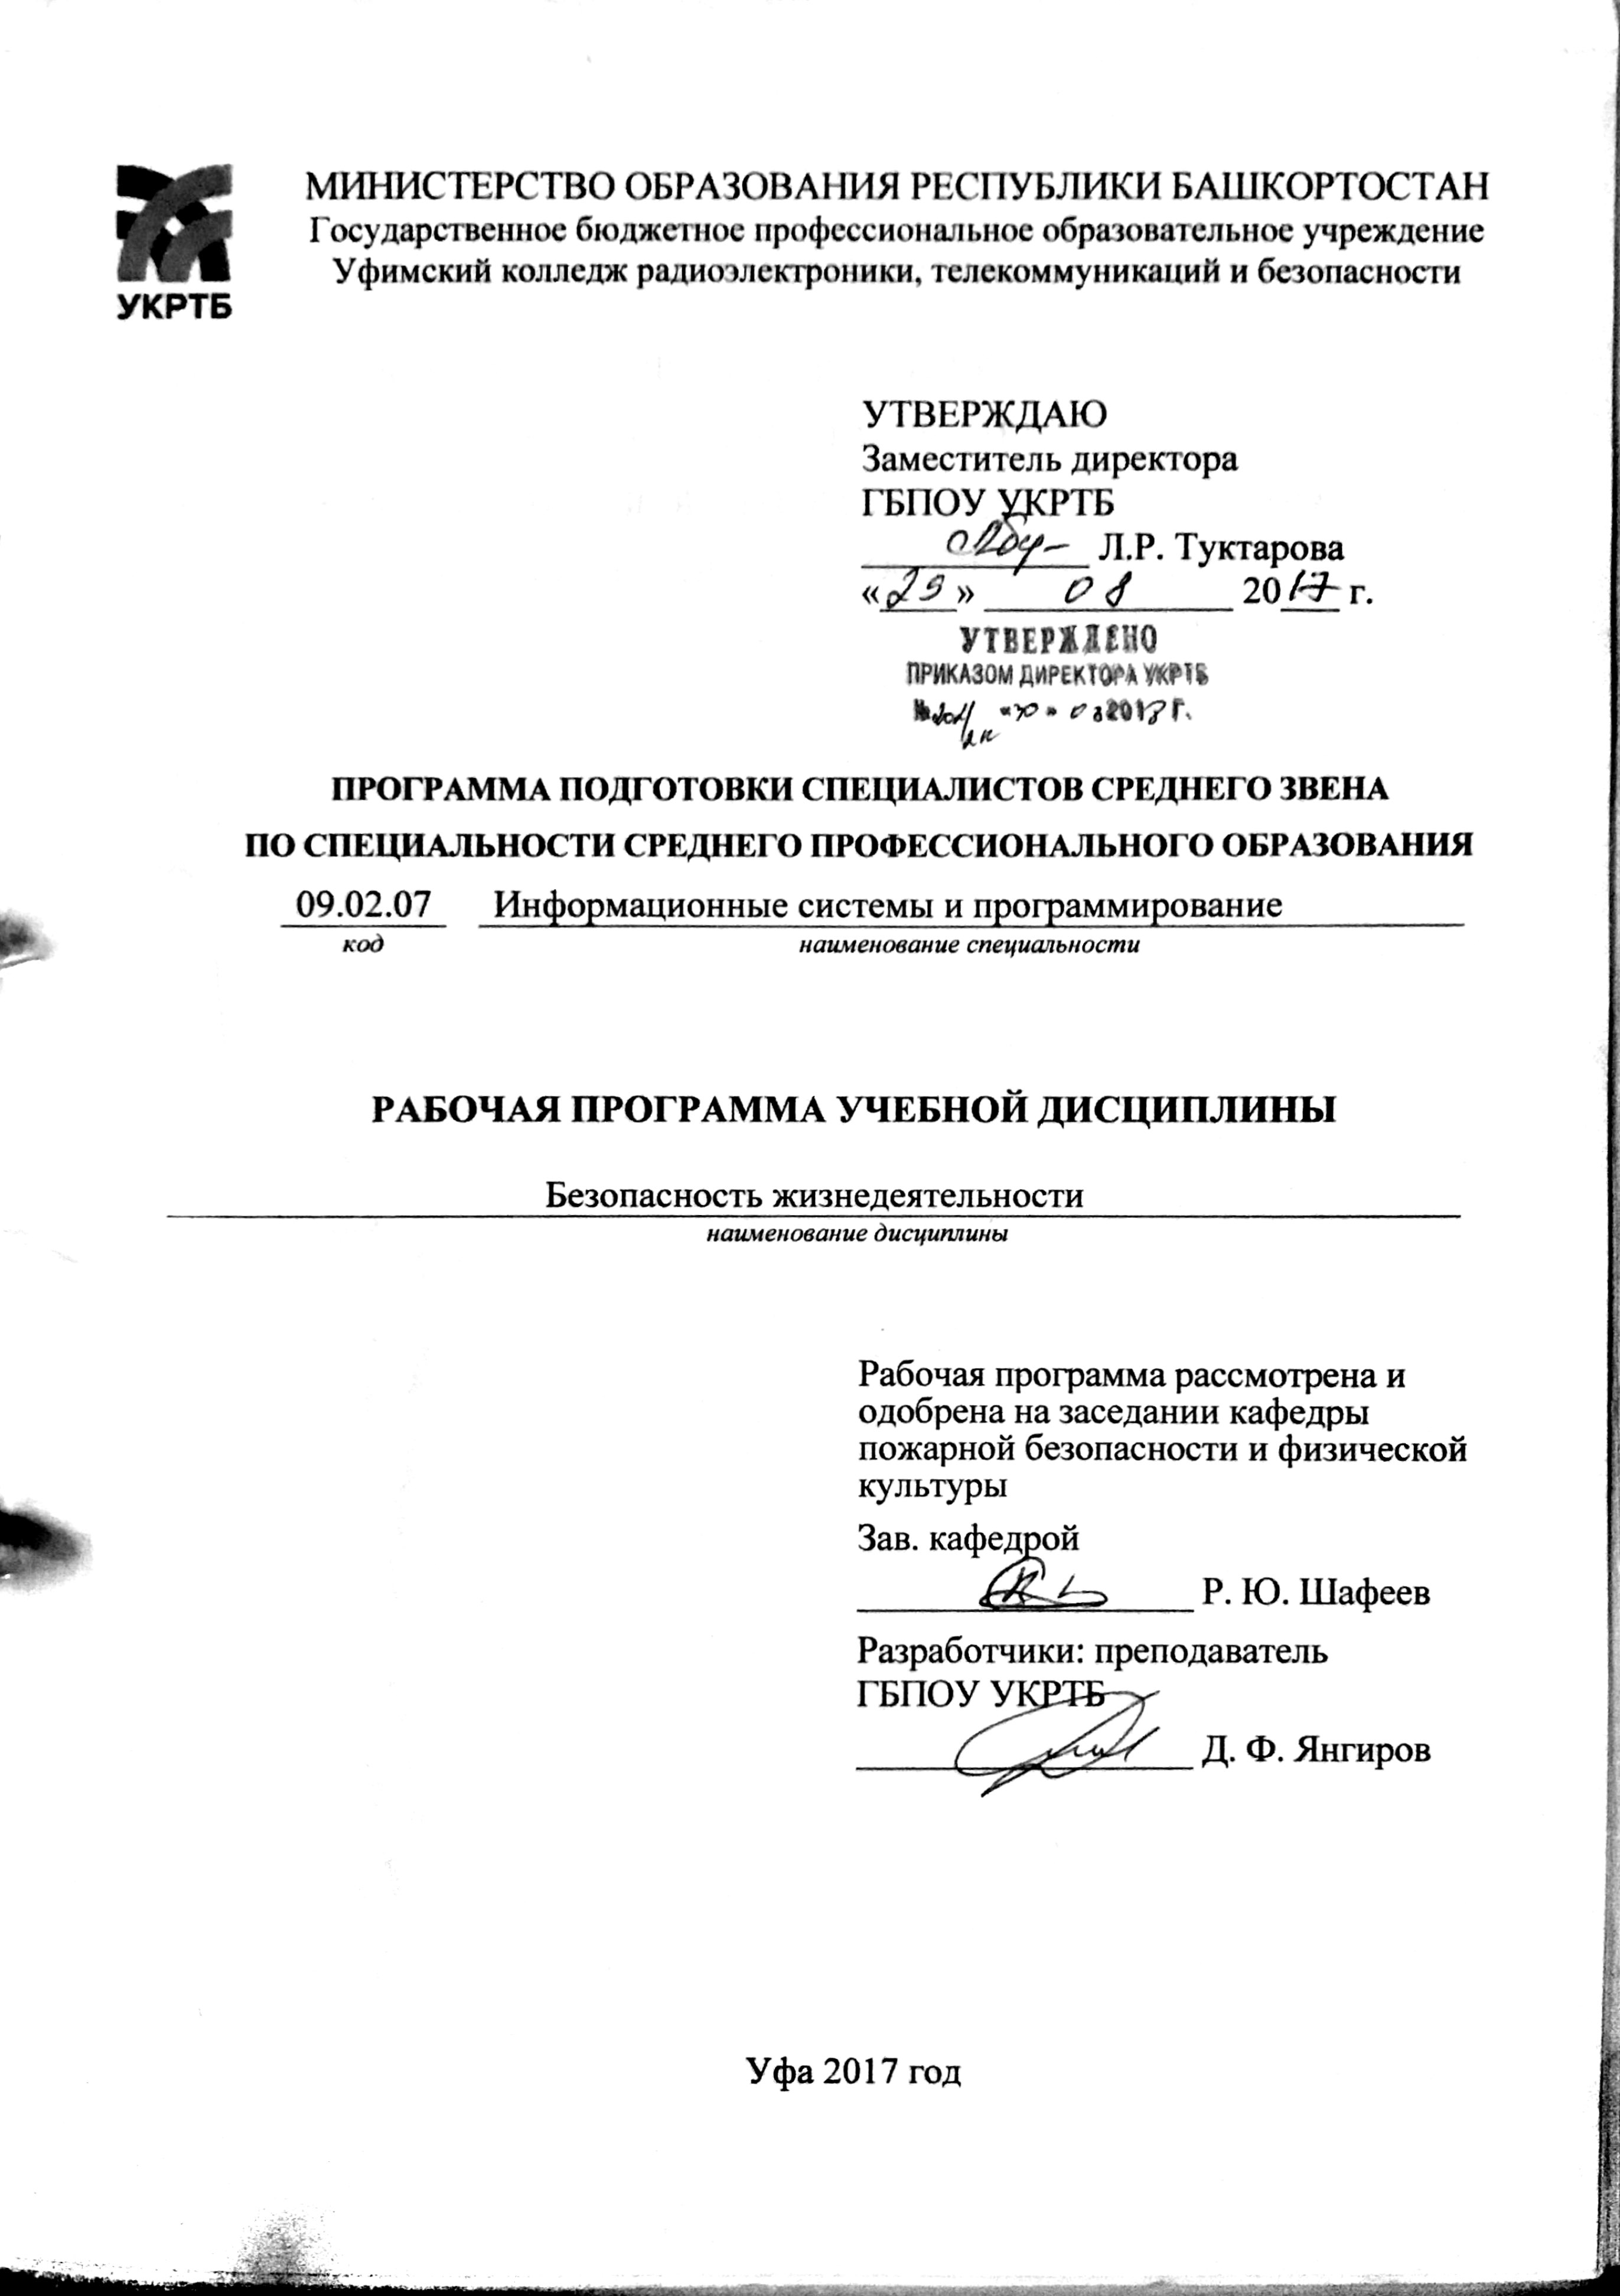 МИНИСТЕРСТВО ОБРАЗОВАНИЯ РЕСПУБЛИКИ БАШКОРТОСТАН
Государственное бюджетное профессиональное образовательное учреждение
Уфимский колледж радиоэлектроники, телекоммуникаций и безопасности
УКРТБ
УТВЕРЖДАЮ
Заместитель директора
ГБПОУ УКРТБ
Л.Р. Туктарова
«29» 08 2017 г.
УТВЕРЖДЕНО
ПРИКАЗОМ ДИРЕКТОРА УКРТБ
ПРОГРАММА ПОДГОТОВКИ СПЕЦИАЛИСТОВ СРЕДНЕГО ЗВЕНА
ПО СПЕЦИАЛЬНОСТИ СРЕДНЕГО ПРОФЕССИОНАЛЬНОГО ОБРАЗОВАНИЯ
09.02.07 Информационные системы и программирование
код наименование специальности
РАБОЧАЯ ПРОГРАММА УЧЕБНОЙ ДИСЦИПЛИНЫ
Безопасность жизнедеятельности
наименование дисциплины
Рабочая программа рассмотрена и
одобрена на заседании кафедры
пожарной безопасности и физической
культуры
Зав. кафедрой
Р. Ю. Шафеев
Разработчики: преподаватель
ГБПОУ УКРТБ
Д. Ф. Янгиров
Уфа 2017 год